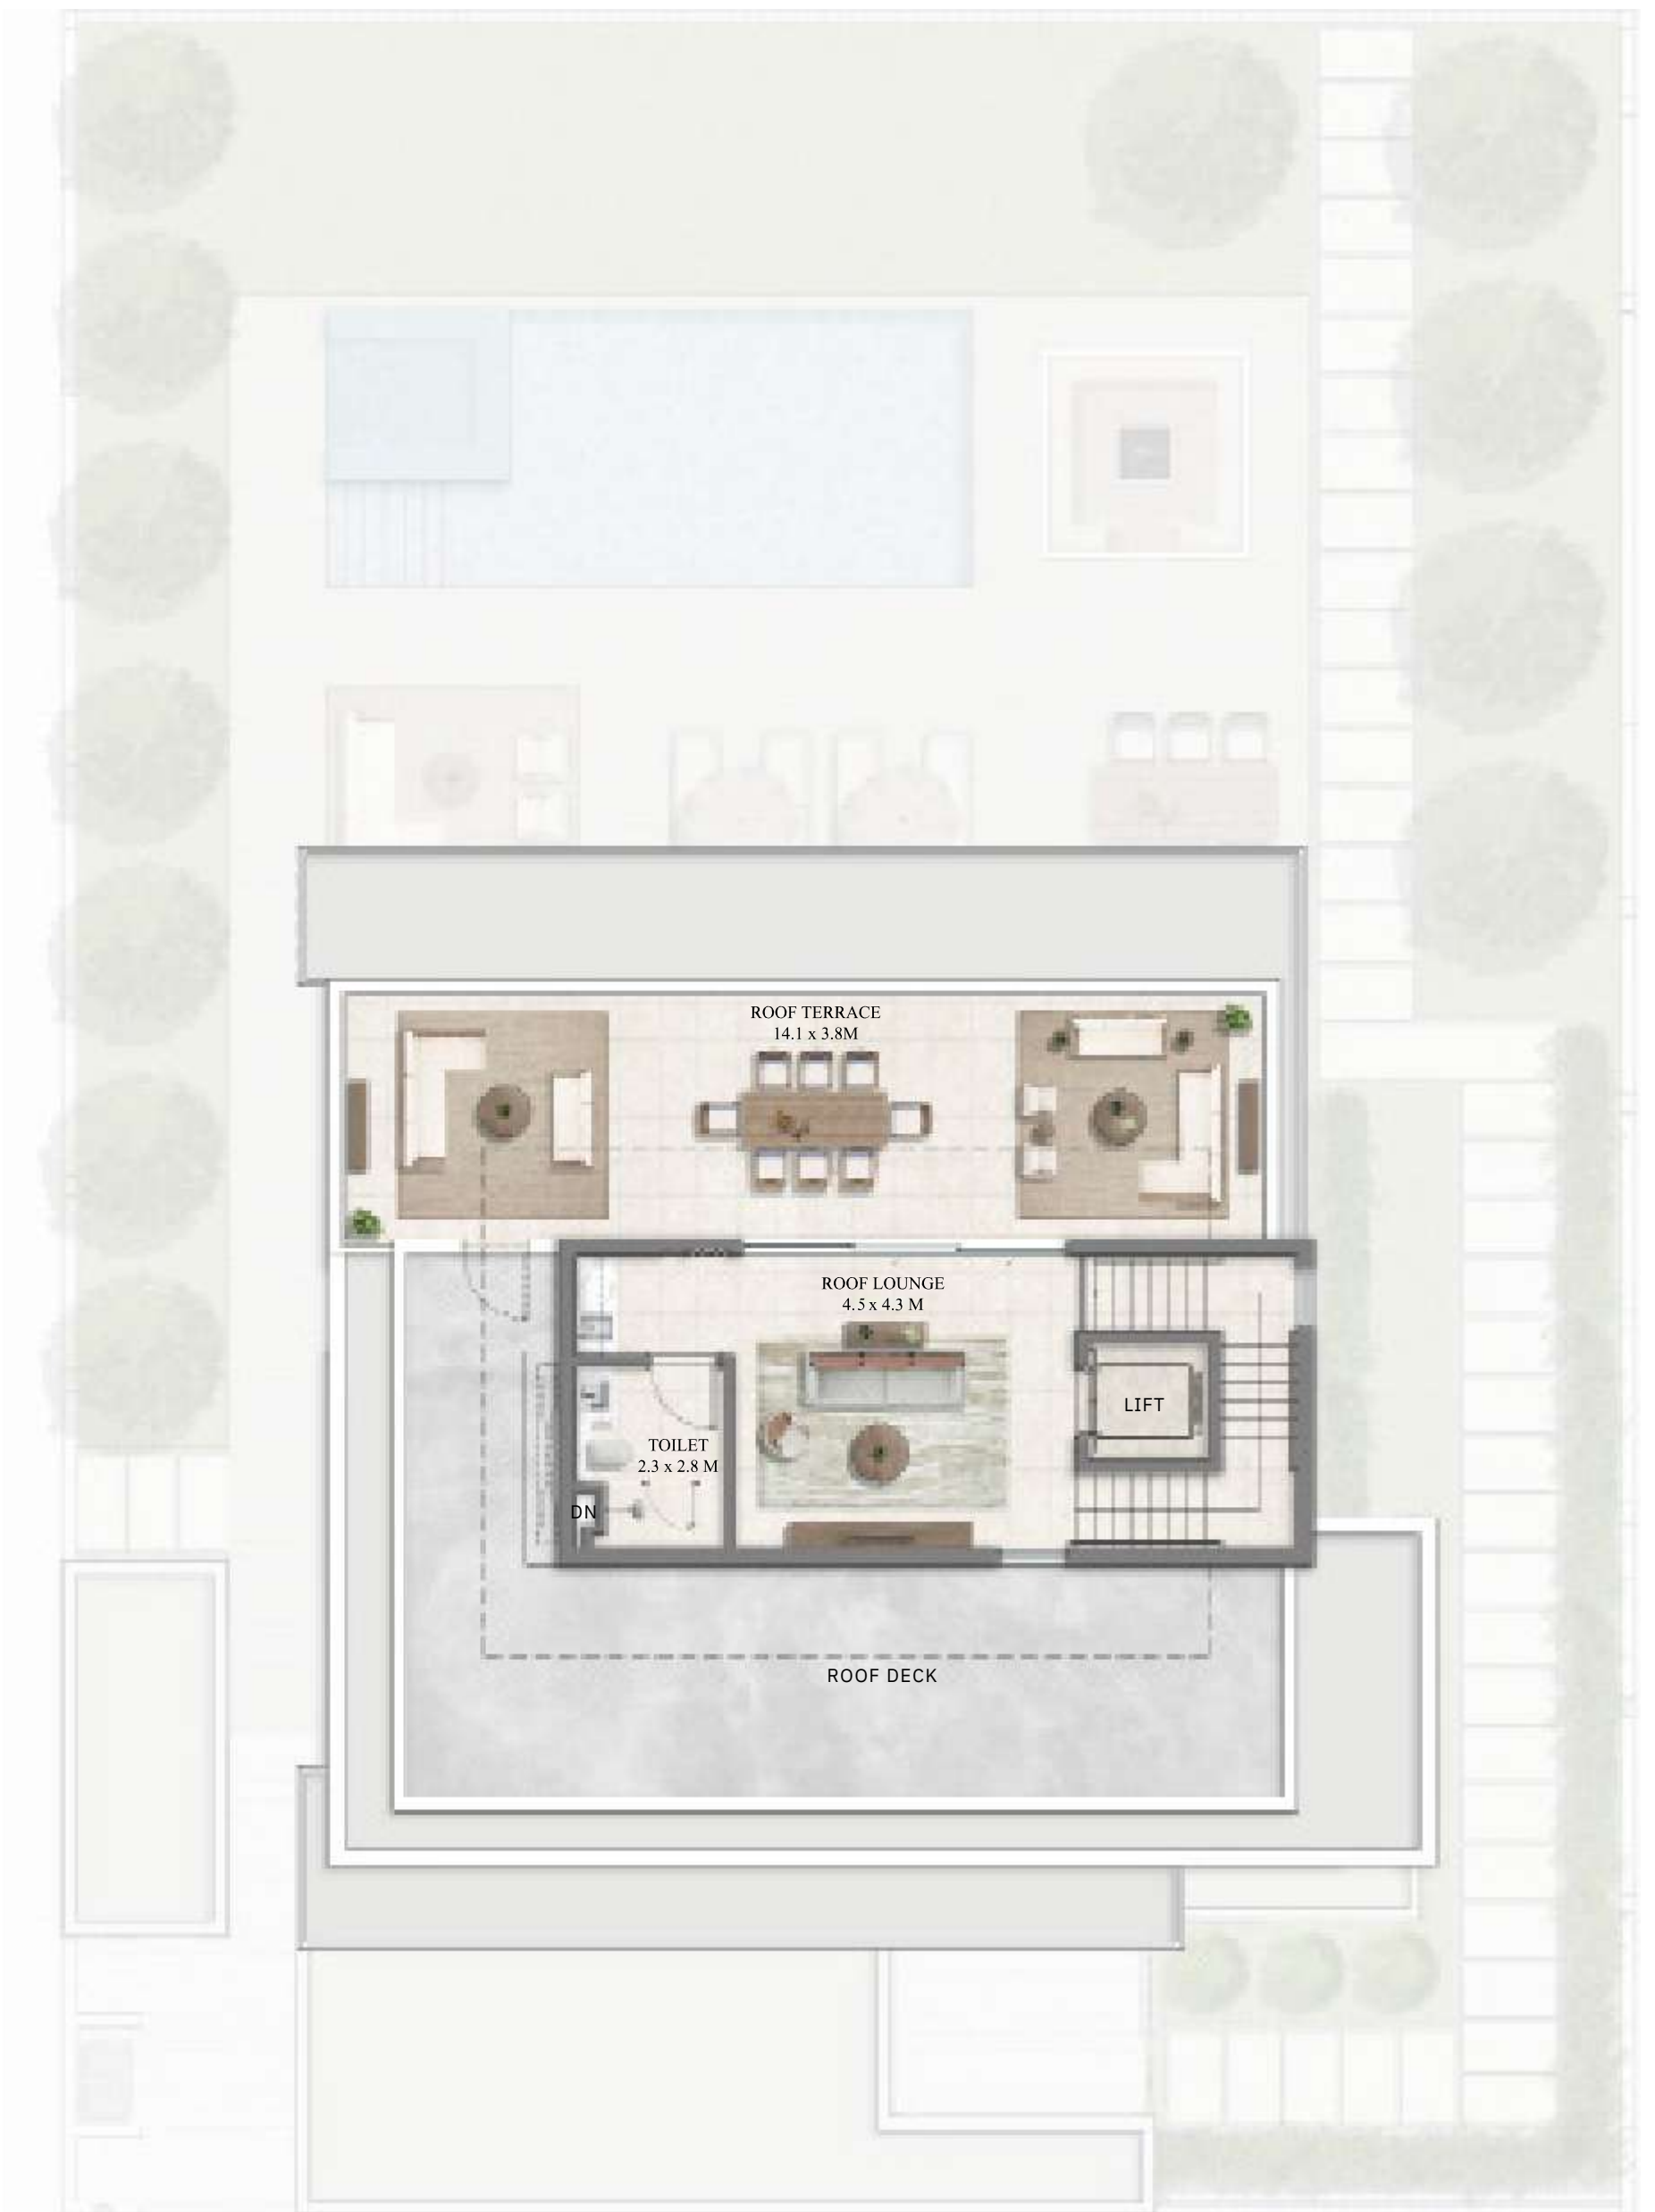 ROOF TERRACE
14.1 x 3.8M
ROOF LOUNGE
4.5 x 4.3 M
LIFT
TOILET
2.3 x 2.8 M
DN
ROOF DECK